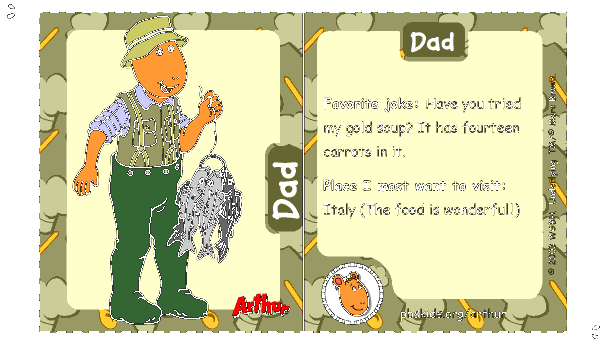 Dad
Arthur
Dad
Favorite joke: Have you tried
my gold soup? It has fourteen
carrots in it.
Place I most want to visit:
Italy (The food is wonderful!)
pbskids.org/arthur